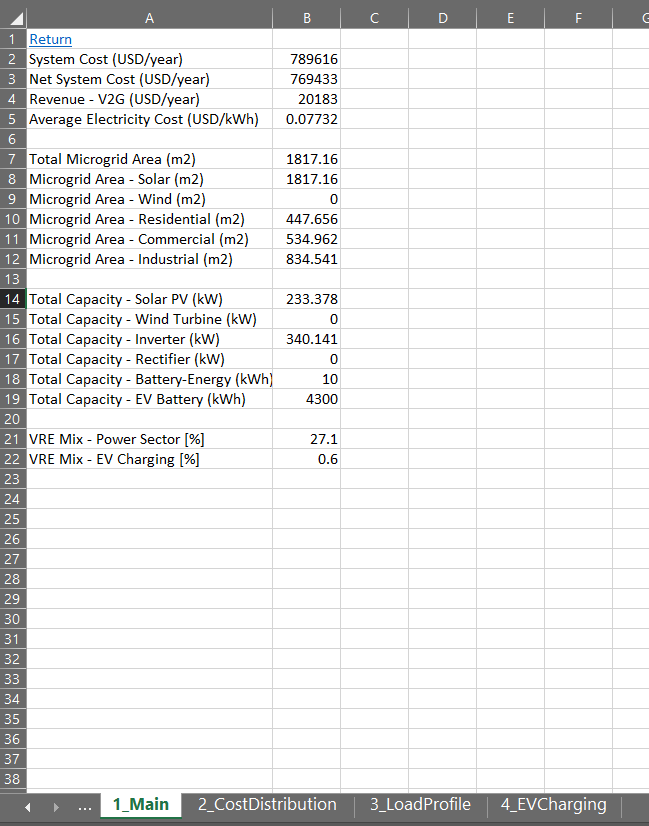 A B C D E F G
1 Return
2 System Cost (USD/year) 789616
3 Net System Cost (USD/year) 769433
4 Revenue - V2G (USD/year) 20183
5 Average Electricity Cost (USD/kWh) 0.07732
6
7 Total Microgrid Area (m2) 1817.16
8 Microgrid Area - Solar (m2) 1817.16
9 Microgrid Area - Wind (m2) 0
10 Microgrid Area - Residential (m2) 447.656
11 Microgrid Area - Commercial (m2) 534.962
12 Microgrid Area - Industrial (m2) 834.541
13
14 Total Capacity - Solar PV (kW) 233.378
15 Total Capacity - Wind Turbine (kW) 0
16 Total Capacity - Inverter (kW) 340.141
17 Total Capacity - Rectifier (kW) 0
18 Total Capacity - Battery-Energy (kWh) 10
19 Total Capacity - EV Battery (kWh) 4300
20
21 VRE Mix - Power Sector [%] 27.1
22 VRE Mix - EV Charging [%] 0.6
23
24
25
26
27
28
29
30
31
32
33
34
35
36
37
38
... 1_Main 2_CostDistribution 3_LoadProfile 4_EVCharging